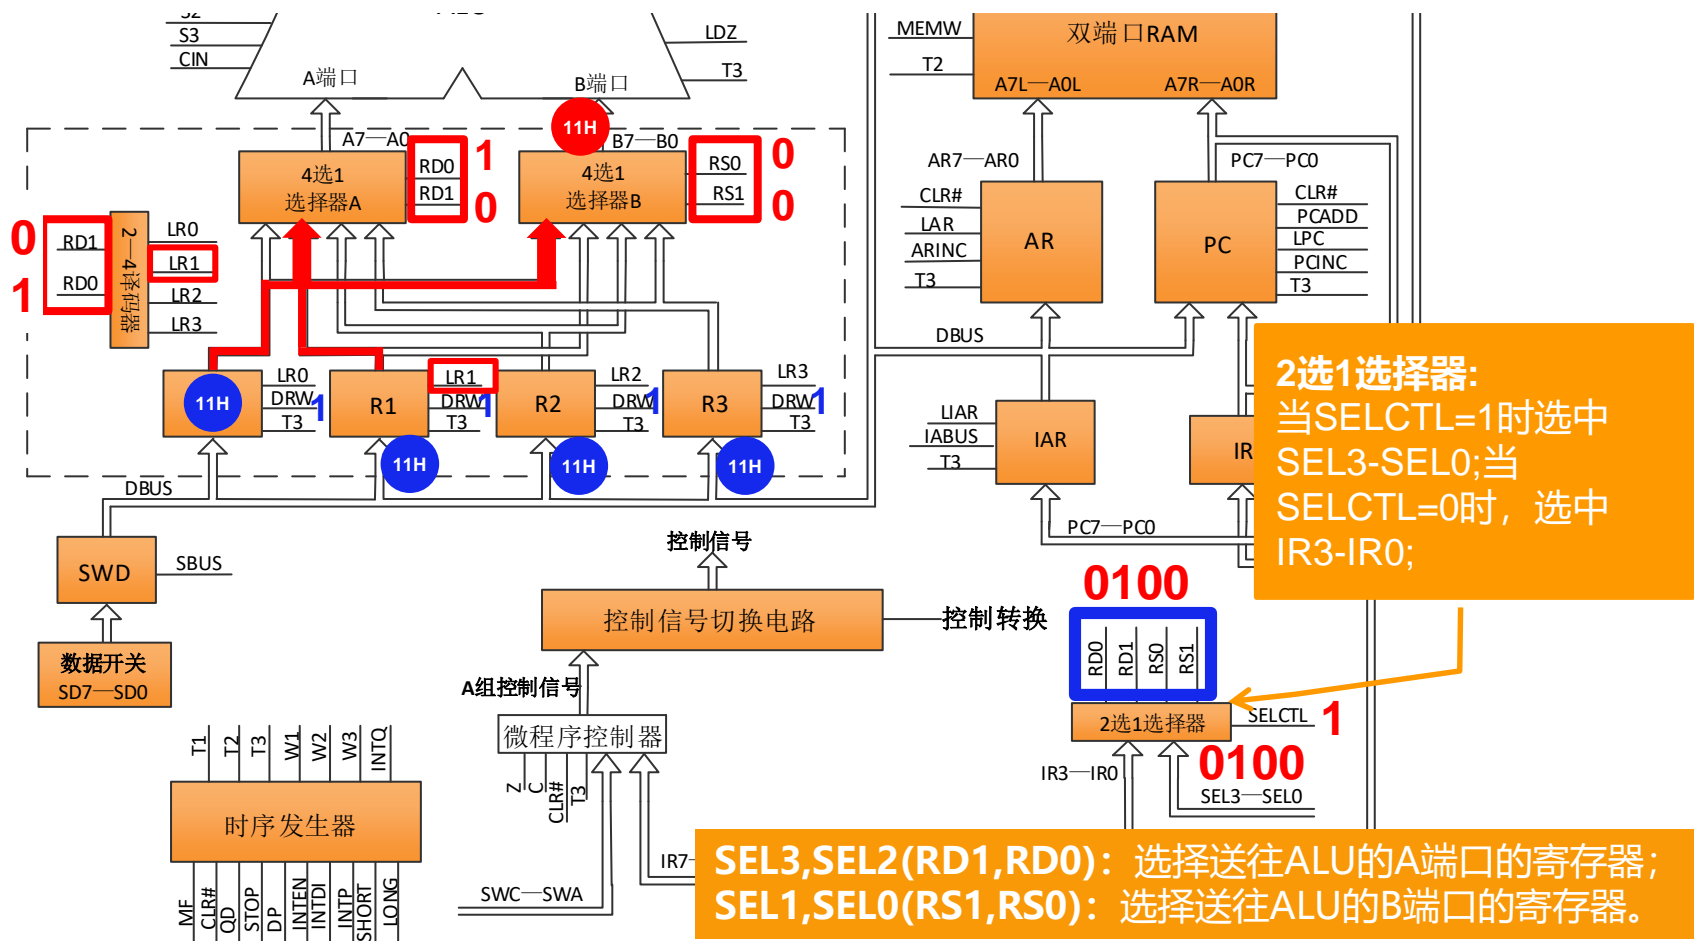 S3
CIN
A端口
B端口
LDZ
T3
MEMW
T2
双端口RAM
A7L—A0L
A7R—A0R
11H
A7—A0
B7—B0
4选1
选择器A
RD0
RD1
1
0
4选1
选择器B
RS0
RS1
0
0
0
1
RD1
RD0
2—4译码器
LR0
LR1
LR2
LR3
11H
LR0
DRW
T3
1
R1
LR1
DRW
T3
1
11H
R2
LR2
DRW
T3
1
11H
R3
LR3
DRW
T3
1
11H
AR7—AR0
CLR#
LAR
ARINC
T3
AR
PC7—PC0
PC
CLR#
PCADD
LPC
PCINC
T3
DBUS
LIAR
IABUS
T3
IAR
IR
PC7—PC0
2选1选择器:
当SELCTL=1时选中
SEL3-SEL0;当
SELCTL=0时，选中
IR3-IR0;
DBUS
SWD
SBUS
数据开关
SD7—SD0
控制信号
控制信号切换电路
控制转换
A组控制信号
微程序控制器
Z
C
CLR#
T3
0100
RD0
RD1
RS0
RS1
2选1选择器
SELCTL
1
0100
IR3—IR0
SEL3—SEL0
T1
T2
T3
W1
W2
W3
INTQ
时序发生器
MF
CLR#
QD
STOP
DP
INTEN
INTDI
INTP
SHORT
LONG
SWC—SWA
IR7—
SEL3,SEL2(RD1,RD0)：选择送往ALU的A端口的寄存器；
SEL1,SEL0(RS1,RS0)：选择送往ALU的B端口的寄存器。